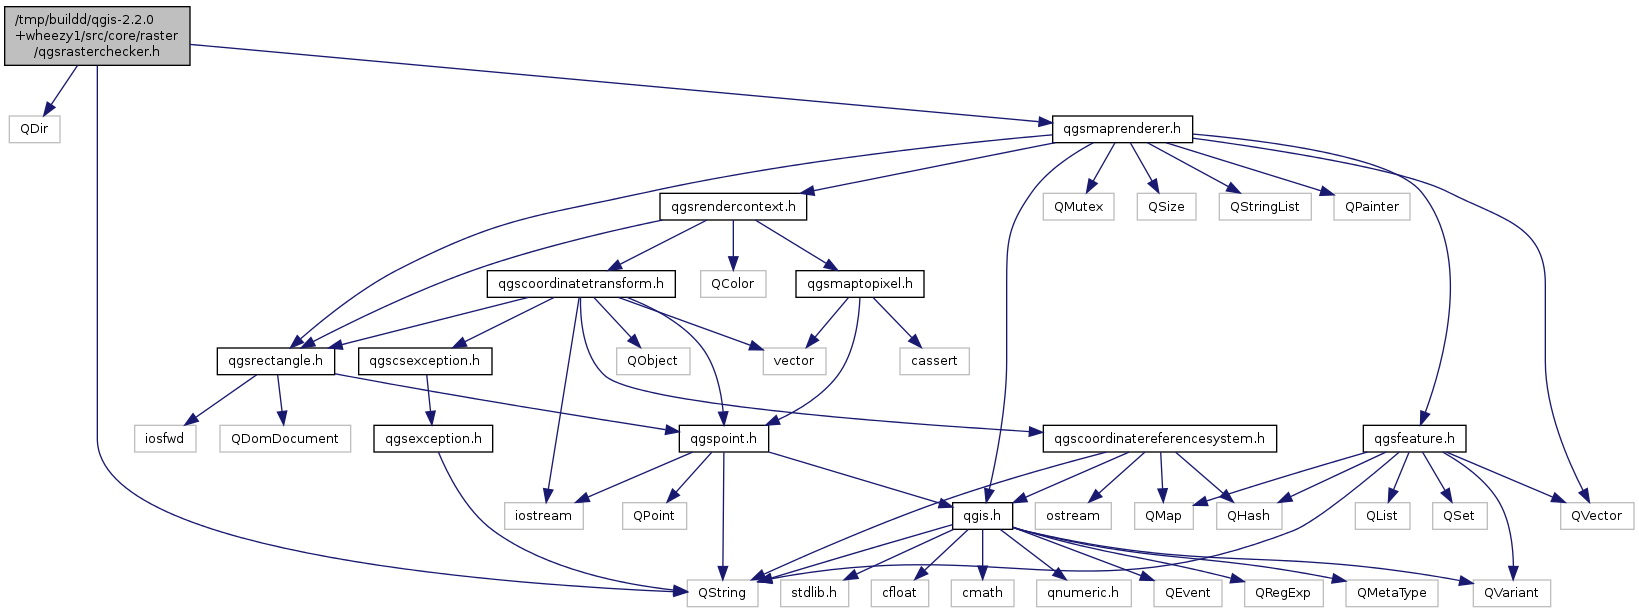 /tmp/buildd/qgis-2.2.0
+wheezy1/src/core/raster
/qgsrasterchecker.h
QDir
qgsmaprenderer.h
qgsrendercontext.h
QMutex
QSize
QStringList
QPainter
qgscoordinatetransform.h
QColor
qgsmaptopixel.h
qgsrectangle.h
qgscsexception.h
QObject
vector
cassert
iosfwd
QDomDocument
qgsexception.h
qgspoint.h
qgscoordinatereferencesystem.h
qgsfeature.h
iostream
QPoint
qgis.h
ostream
QMap
QHash
QList
QSet
QVector
QString
stdlib.h
cfloat
cmath
qnumeric.h
QEvent
QRegExp
QMetaType
QVariant